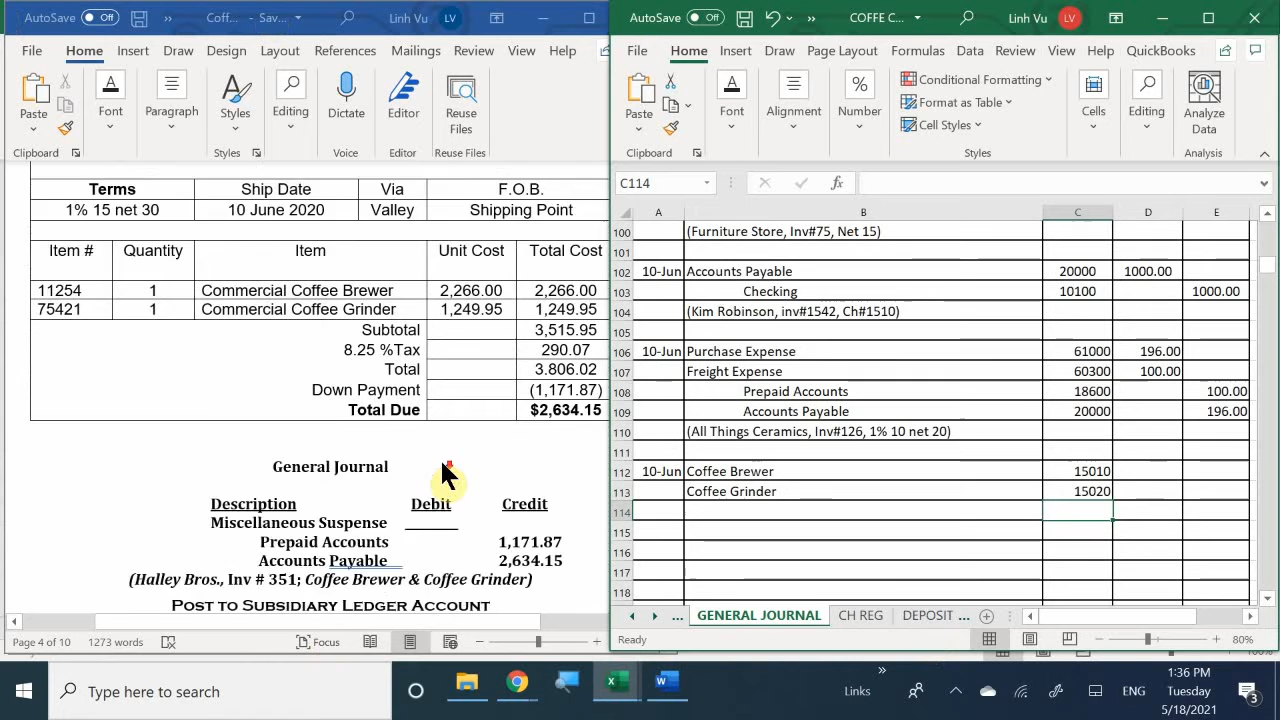 AutoSave Off Coff... - Sav... Linh Vu LV
File Home Insert Draw Design Layout References Mailings Review View Help
Paste Font Paragraph Styles Editing Dictate Editor Reuse Files
Clipboard Styles Voice Editor Reuse Files
Terms Ship Date Via F.O.B.
1% 15 net 30 10 June 2020 Valley Shipping Point
Item # Quantity Item Unit Cost Total Cost
11254 1 Commercial Coffee Brewer 2,266.00 2,266.00
75421 1 Commercial Coffee Grinder 1,249.95 1,249.95
Subtotal 3,515.95
8.25 %Tax 290.07
Total 3.806.02
Down Payment (1,171.87)
Total Due $2,634.15
General Journal
Description Debit Credit
Miscellaneous Suspense
Prepaid Accounts 1,171.87
Accounts Payable 2,634.15
(Halley Bros., Inv # 351; Coffee Brewer & Coffee Grinder)
Post to Subsidiary Ledger Account
Page 4 of 10 1273 words Focus
AutoSave Off COFFE C... Linh Vu LV
File Home Insert Draw Page Layout Formulas Data Review View Help QuickBooks
Paste Font Alignment Number Conditional Formatting Format as Table Cell Styles Cells Editing Analyze Data
Clipboard Styles Analysis
C114 fx
A B C D E
100 (Furniture Store, Inv#75, Net 15)
101
102 10-Jun Accounts Payable 20000 1000.00
103 Checking 10100 1000.00
104 (Kim Robinson, inv#1542, Ch#1510)
105
106 10-Jun Purchase Expense 61000 196.00
107 Freight Expense 60300 100.00
108 Prepaid Accounts 18600 100.00
109 Accounts Payable 20000 196.00
110 (All Things Ceramics, Inv#126, 1% 10 net 20)
111
112 10-Jun Coffee Brewer 15010
113 Coffee Grinder 15020
114
115
116
117
118
... GENERAL JOURNAL CH REG DEPOSIT ...
Ready 80%
Type here to search Links ENG 1:36 PM
Tuesday
5/18/2021 3